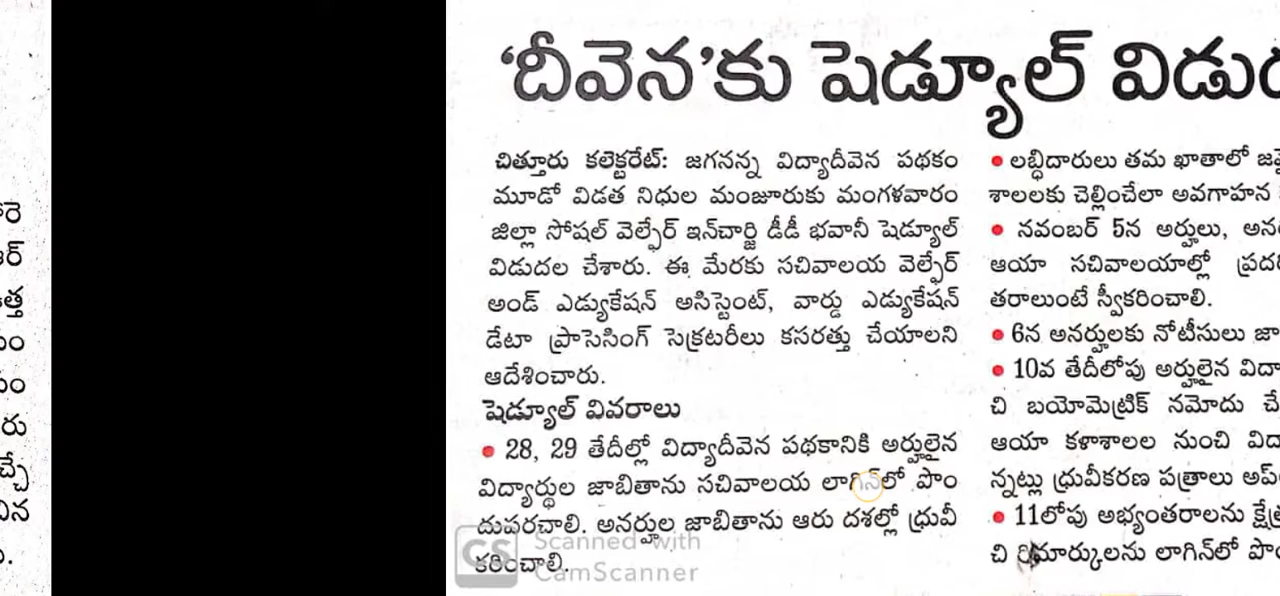 ‘దీవెన’కు షెడ్యూల్ విడుద
చిత్తూరు కలెక్టరేట్: జగనన్న విద్యాదీవెన పథకం
మూడో విడత నిధుల మంజూరుకు మంగళవారం
జిల్లా సోషల్ వెల్ఫేర్ ఇన్‌చార్జి డీడీ భవానీ షెడ్యూల్
విడుదల చేశారు. ఈ మేరకు సచివాలయ వెల్ఫేర్
అండ్ ఎడ్యుకేషన్ అసిస్టెంట్, వార్డు ఎడ్యుకేషన్
డేటా ప్రాసెసింగ్ సెక్రటరీలు కసరత్తు చేయాలని
ఆదేశించారు.
షెడ్యూల్ వివరాలు
• 28, 29 తేదీల్లో విద్యాదీవెన పథకానికి అర్హులైన
విద్యార్థుల జాబితాను సచివాలయ లాగిన్‌లో పొం
దుపరచాలి. అనర్హుల జాబితాను ఆరు దశల్లో ధ్రువీ
కరించాలి.
• లబ్ధిదారులు తమ ఖాతాలో
శాలలకు చెల్లించేలా అవగాహన
• నవంబర్ 5న అర్హులు,
ఆయా సచివాలయాల్లో
తరాలుంటే స్వీకరించాలి.
• 6న అనర్హులకు నోటీసులు
• 10వ తేదీలోపు అర్హులైన
చి బయోమెట్రిక్ నమోదు
ఆయా కళాశాలల నుంచి
న్నట్లు ధ్రువీకరణ పత్రాలు
• 11లోపు అభ్యంతరాలను
చి రిమార్కులను లాగిన్‌లో
CS Scanned with
CamScanner